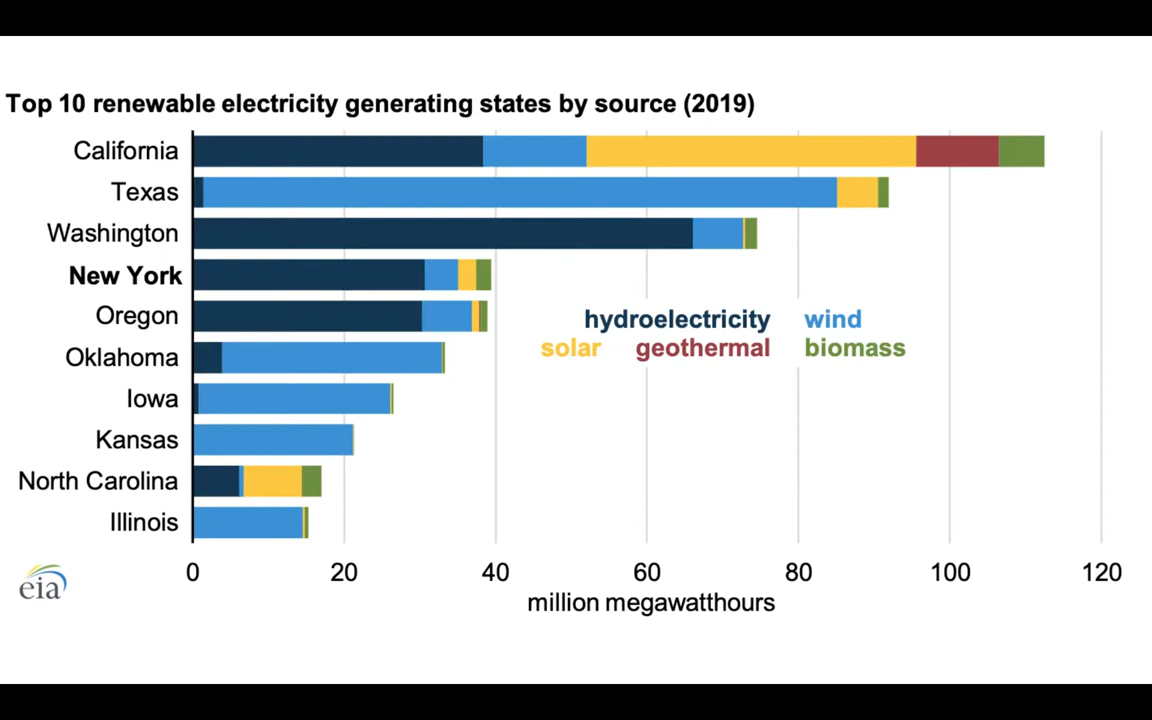 Top 10 renewable electricity generating states by source (2019)
California
Texas
Washington
New York
Oregon
hydroelectricity wind
solar geothermal biomass
Oklahoma
Iowa
Kansas
North Carolina
Illinois
0 20 40 60 80 100 120
million megawatthours
eia